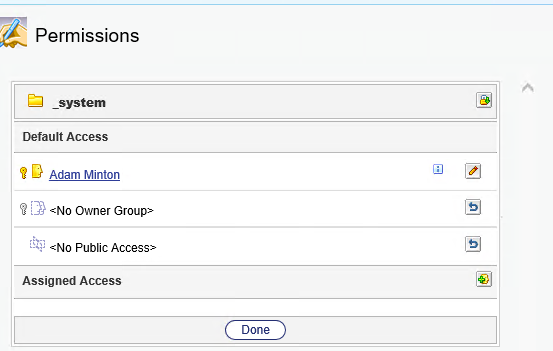 Permissions
_system
Default Access
Adam Minton
<No Owner Group>
<No Public Access>
Assigned Access
Done